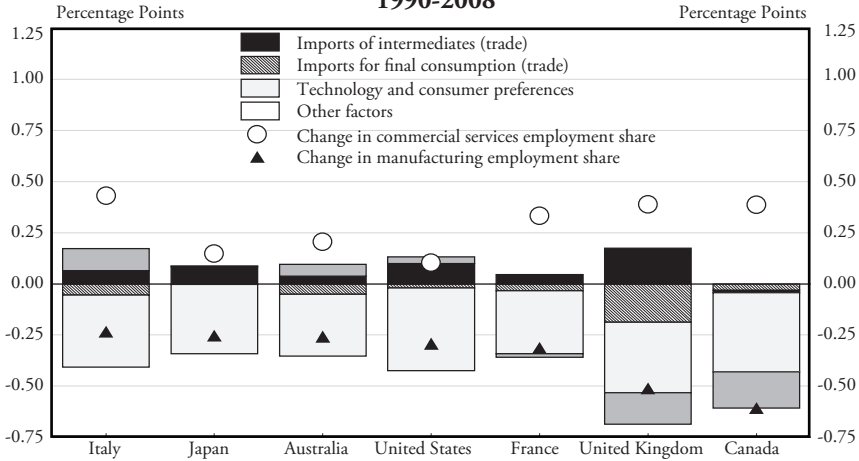 1990-2008
Percentage Points Percentage Points
1.25 1.25
Imports of intermediates (trade)
Imports for final consumption (trade)
1.00 1.00
Technology and consumer preferences
Other factors
0.75 0.75
Change in commercial services employment share
Change in manufacturing employment share
0.50 0.50
0.25 0.25
0.00 0.00
-0.25 -0.25
-0.50 -0.50
-0.75 -0.75
Italy Japan Australia United States France United Kingdom Canada